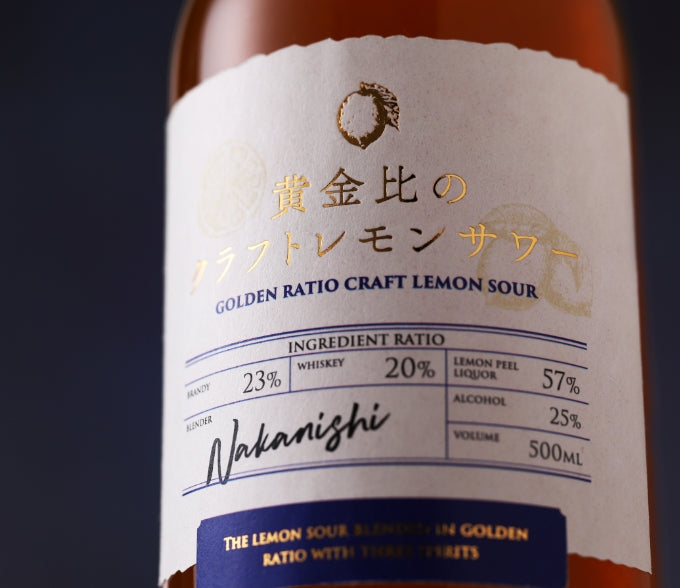 黄金比の
クラフトレモンサワー
GOLDEN RATIO CRAFT LEMON SOUR
INGREDIENT RATIO
BRANDY 23%
WHISKEY 20%
LEMON PEEL
LIQUOR 57%
BLENDER Nakanishi
ALCOHOL 25%
VOLUME 500ML
THE LEMON SOUR BLENDED IN GOLDEN
RATIO WITH THREE SPIRITS